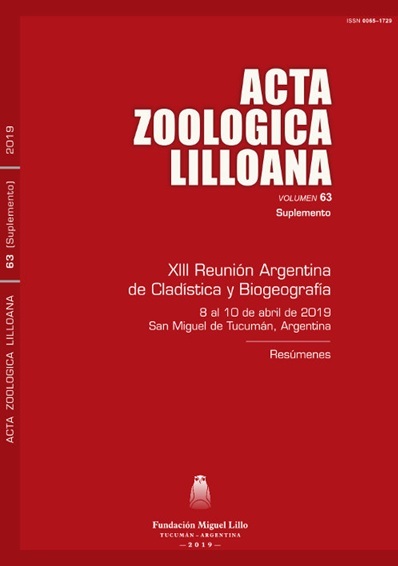 ISSN 0065-1729
ACTA
ZOOLOGICA
LILLOANA
VOLUMEN 63
Suplemento
XIII Reunión Argentina
de Cladística y Biogeografía
8 al 10 de abril de 2019
San Miguel de Tucumán, Argentina
Resúmenes
Fundación Miguel Lillo
TUCUMÁN - ARGENTINA
— 2019 —
ACTA ZOOLOGICA LILLOANA 63 (Suplemento) 2019